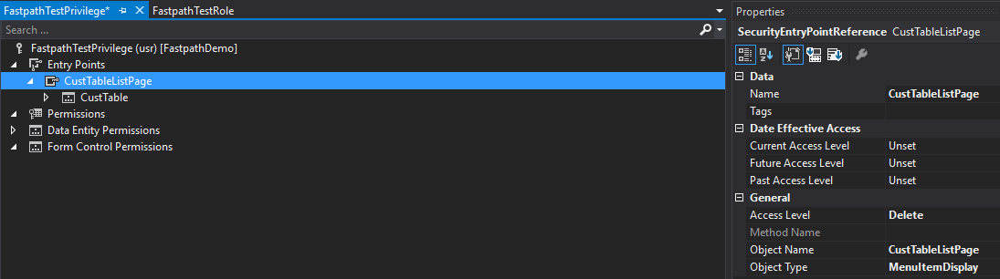 FastpathTestPrivilege*
FastpathTestRole
Search ...
FastpathTestPrivilege (usr) [FastpathDemo]
Entry Points
CustTableListPage
CustTable
Permissions
Data Entity Permissions
Form Control Permissions
Properties
SecurityEntryPointReference CustTableListPage
Data
Name CustTableListPage
Tags
Date Effective Access
Current Access Level Unset
Future Access Level Unset
Past Access Level Unset
General
Access Level Delete
Method Name
Object Name CustTableListPage
Object Type MenuItemDisplay